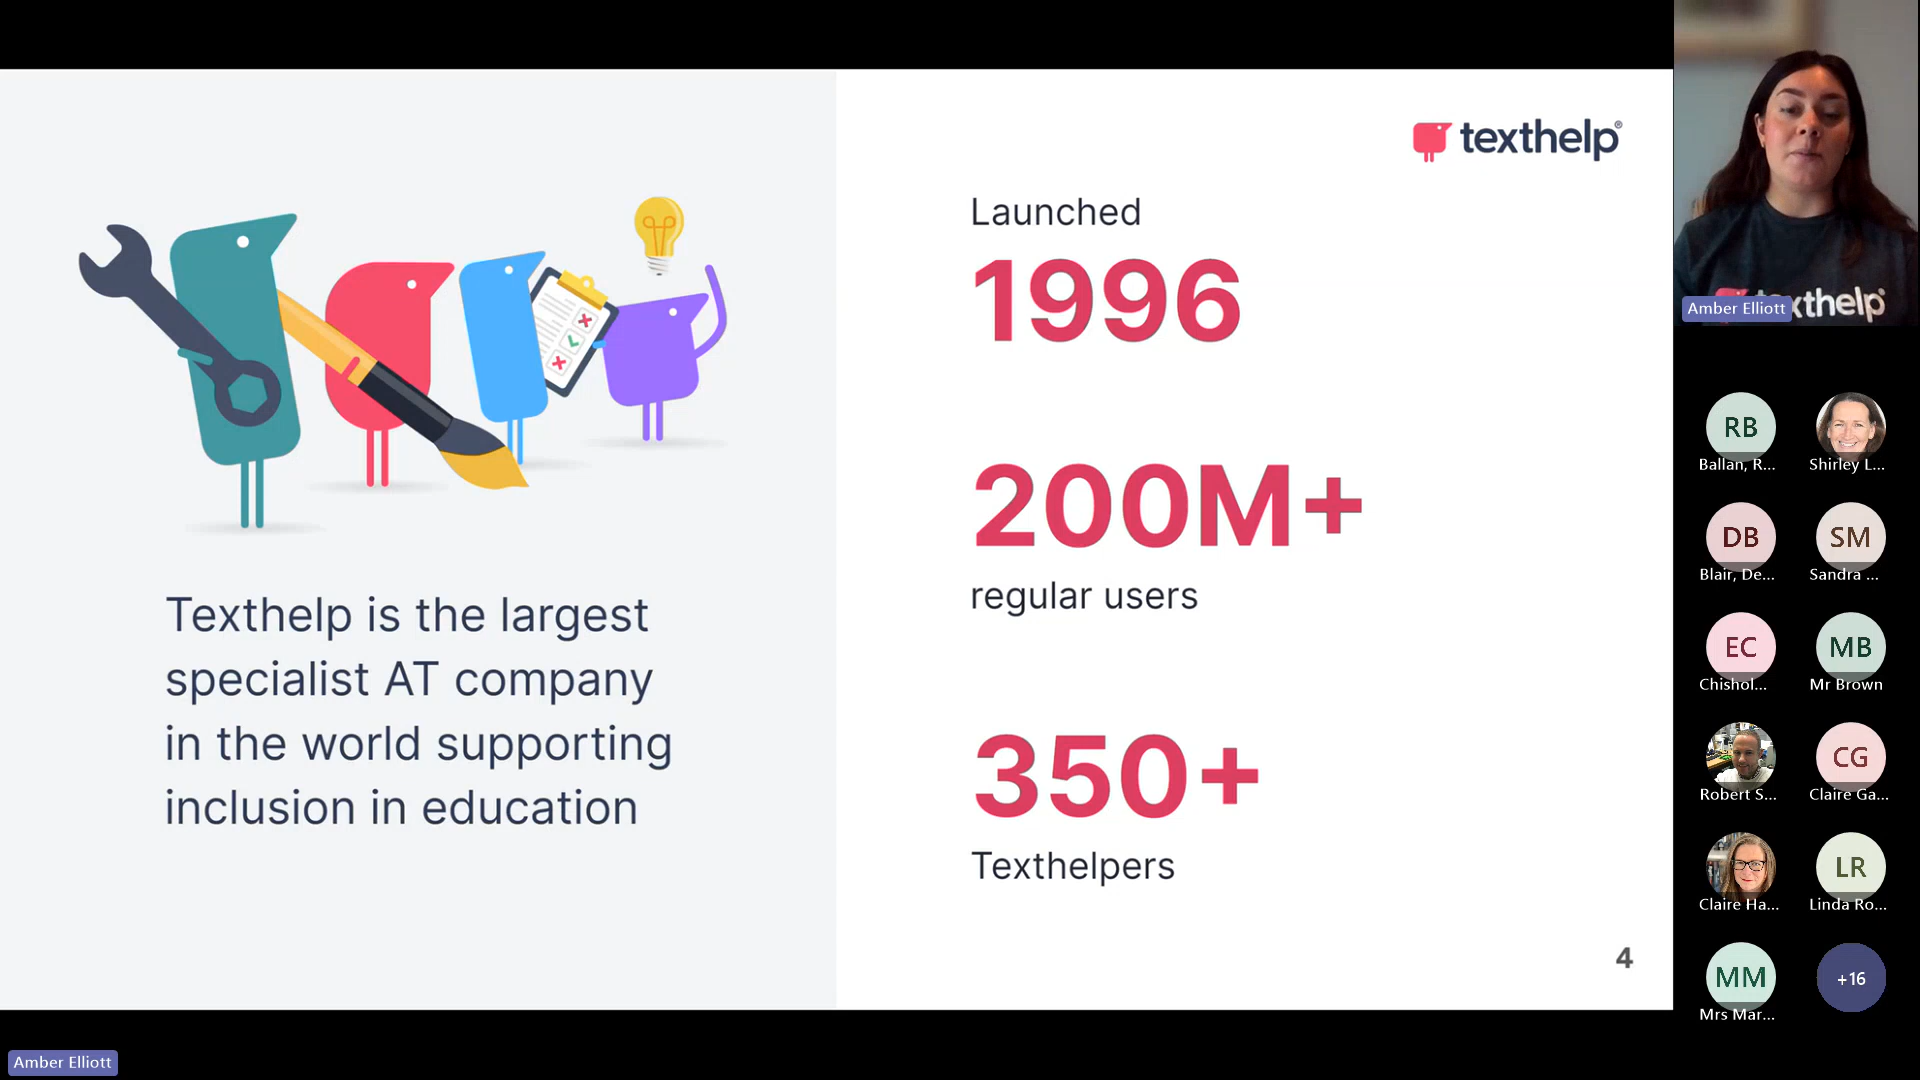 texthelp®
Launched
1996
200M+
regular users
350+
Texthelpers
Texthelp is the largest
specialist AT company
in the world supporting
inclusion in education
4
Amber Elliott
texthelp®
Amber Elliott
RB
Ballan, R...
Shirley L...
DB
Blair, De...
SM
Sandra ...
EC
Chishol...
MB
Mr Brown
Robert S...
CG
Claire Ga...
Claire Ha...
LR
Linda Ro...
MM
Mrs Mar...
+16